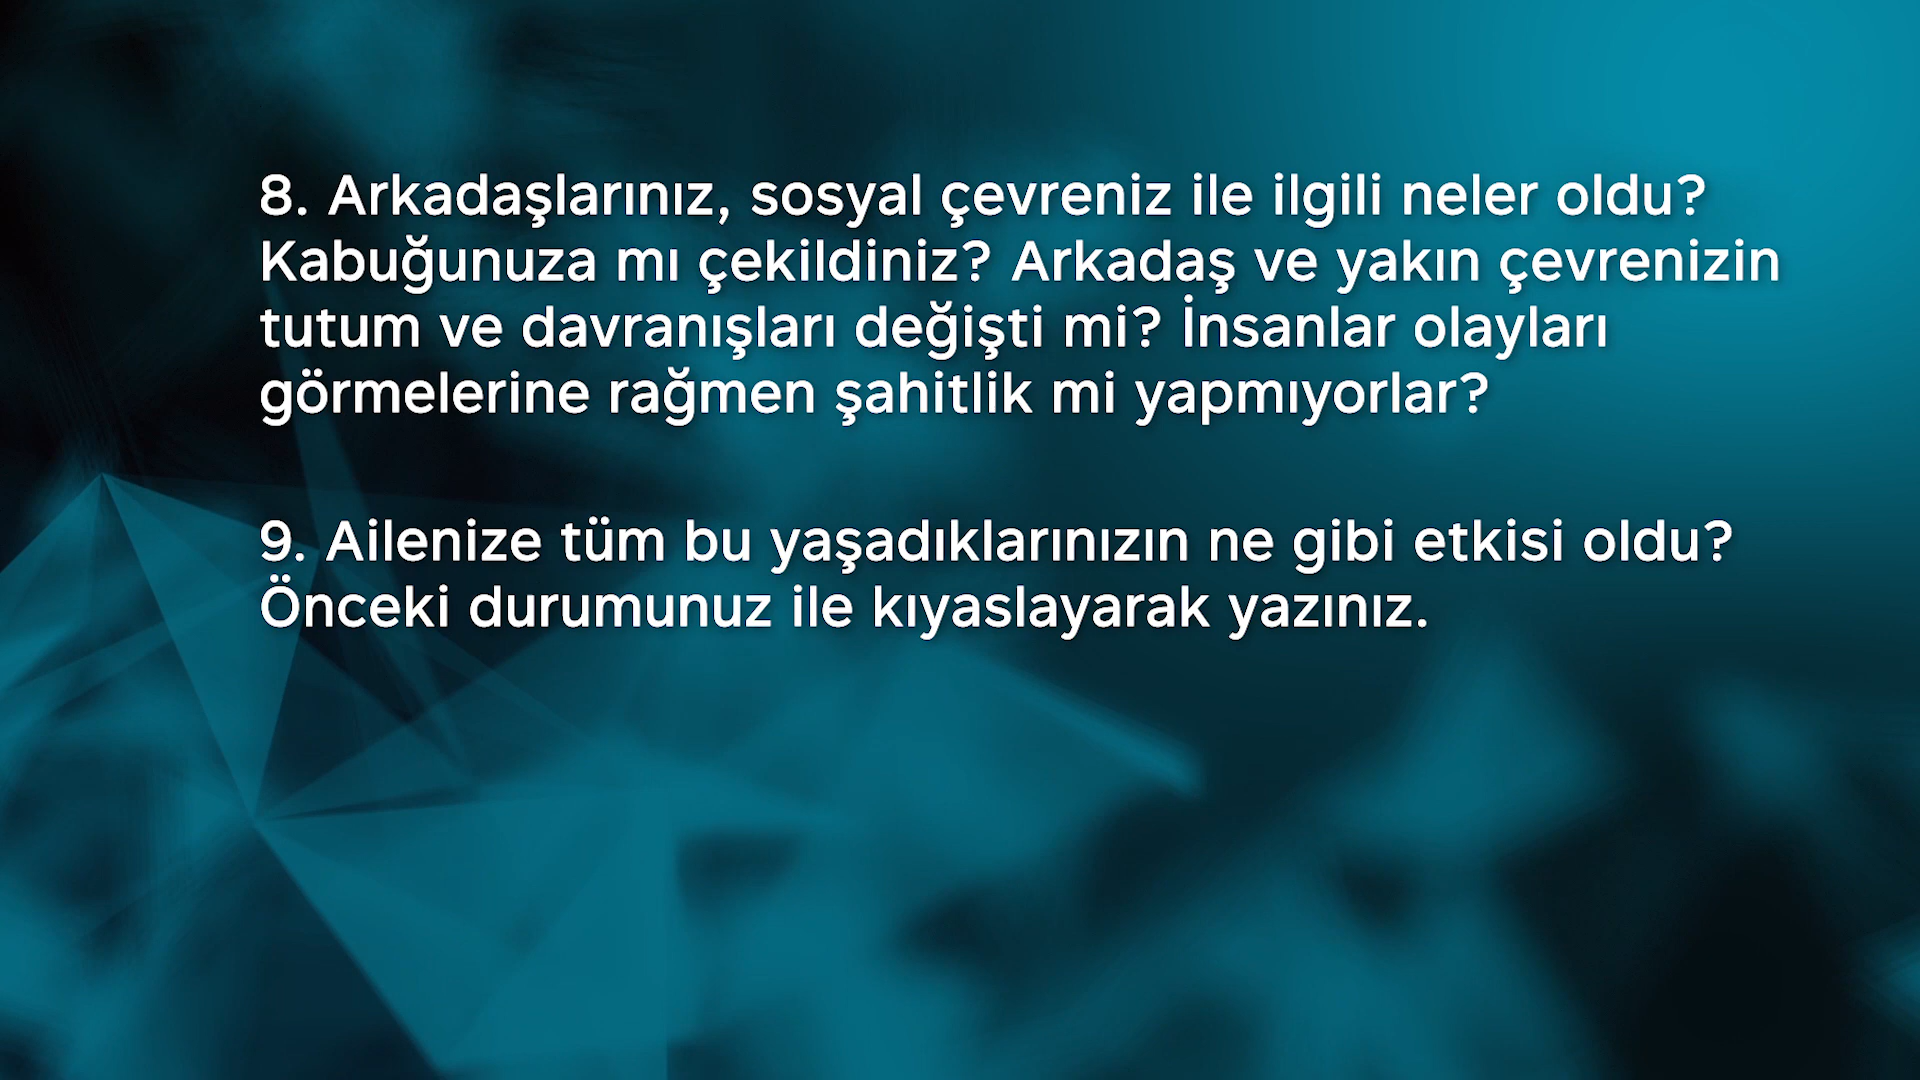 8. Arkadaşlarınız, sosyal çevreniz ile ilgili neler oldu?
Kabuğunuza mı çekildiniz? Arkadaş ve yakın çevrenizin
tutum ve davranışları değişti mi? İnsanlar olayları
görmelerine rağmen şahitlik mi yapmıyorlar?
9. Ailenize tüm bu yaşadıklarınızın ne gibi etkisi oldu?
Önceki durumunuz ile kıyaslayarak yazınız.